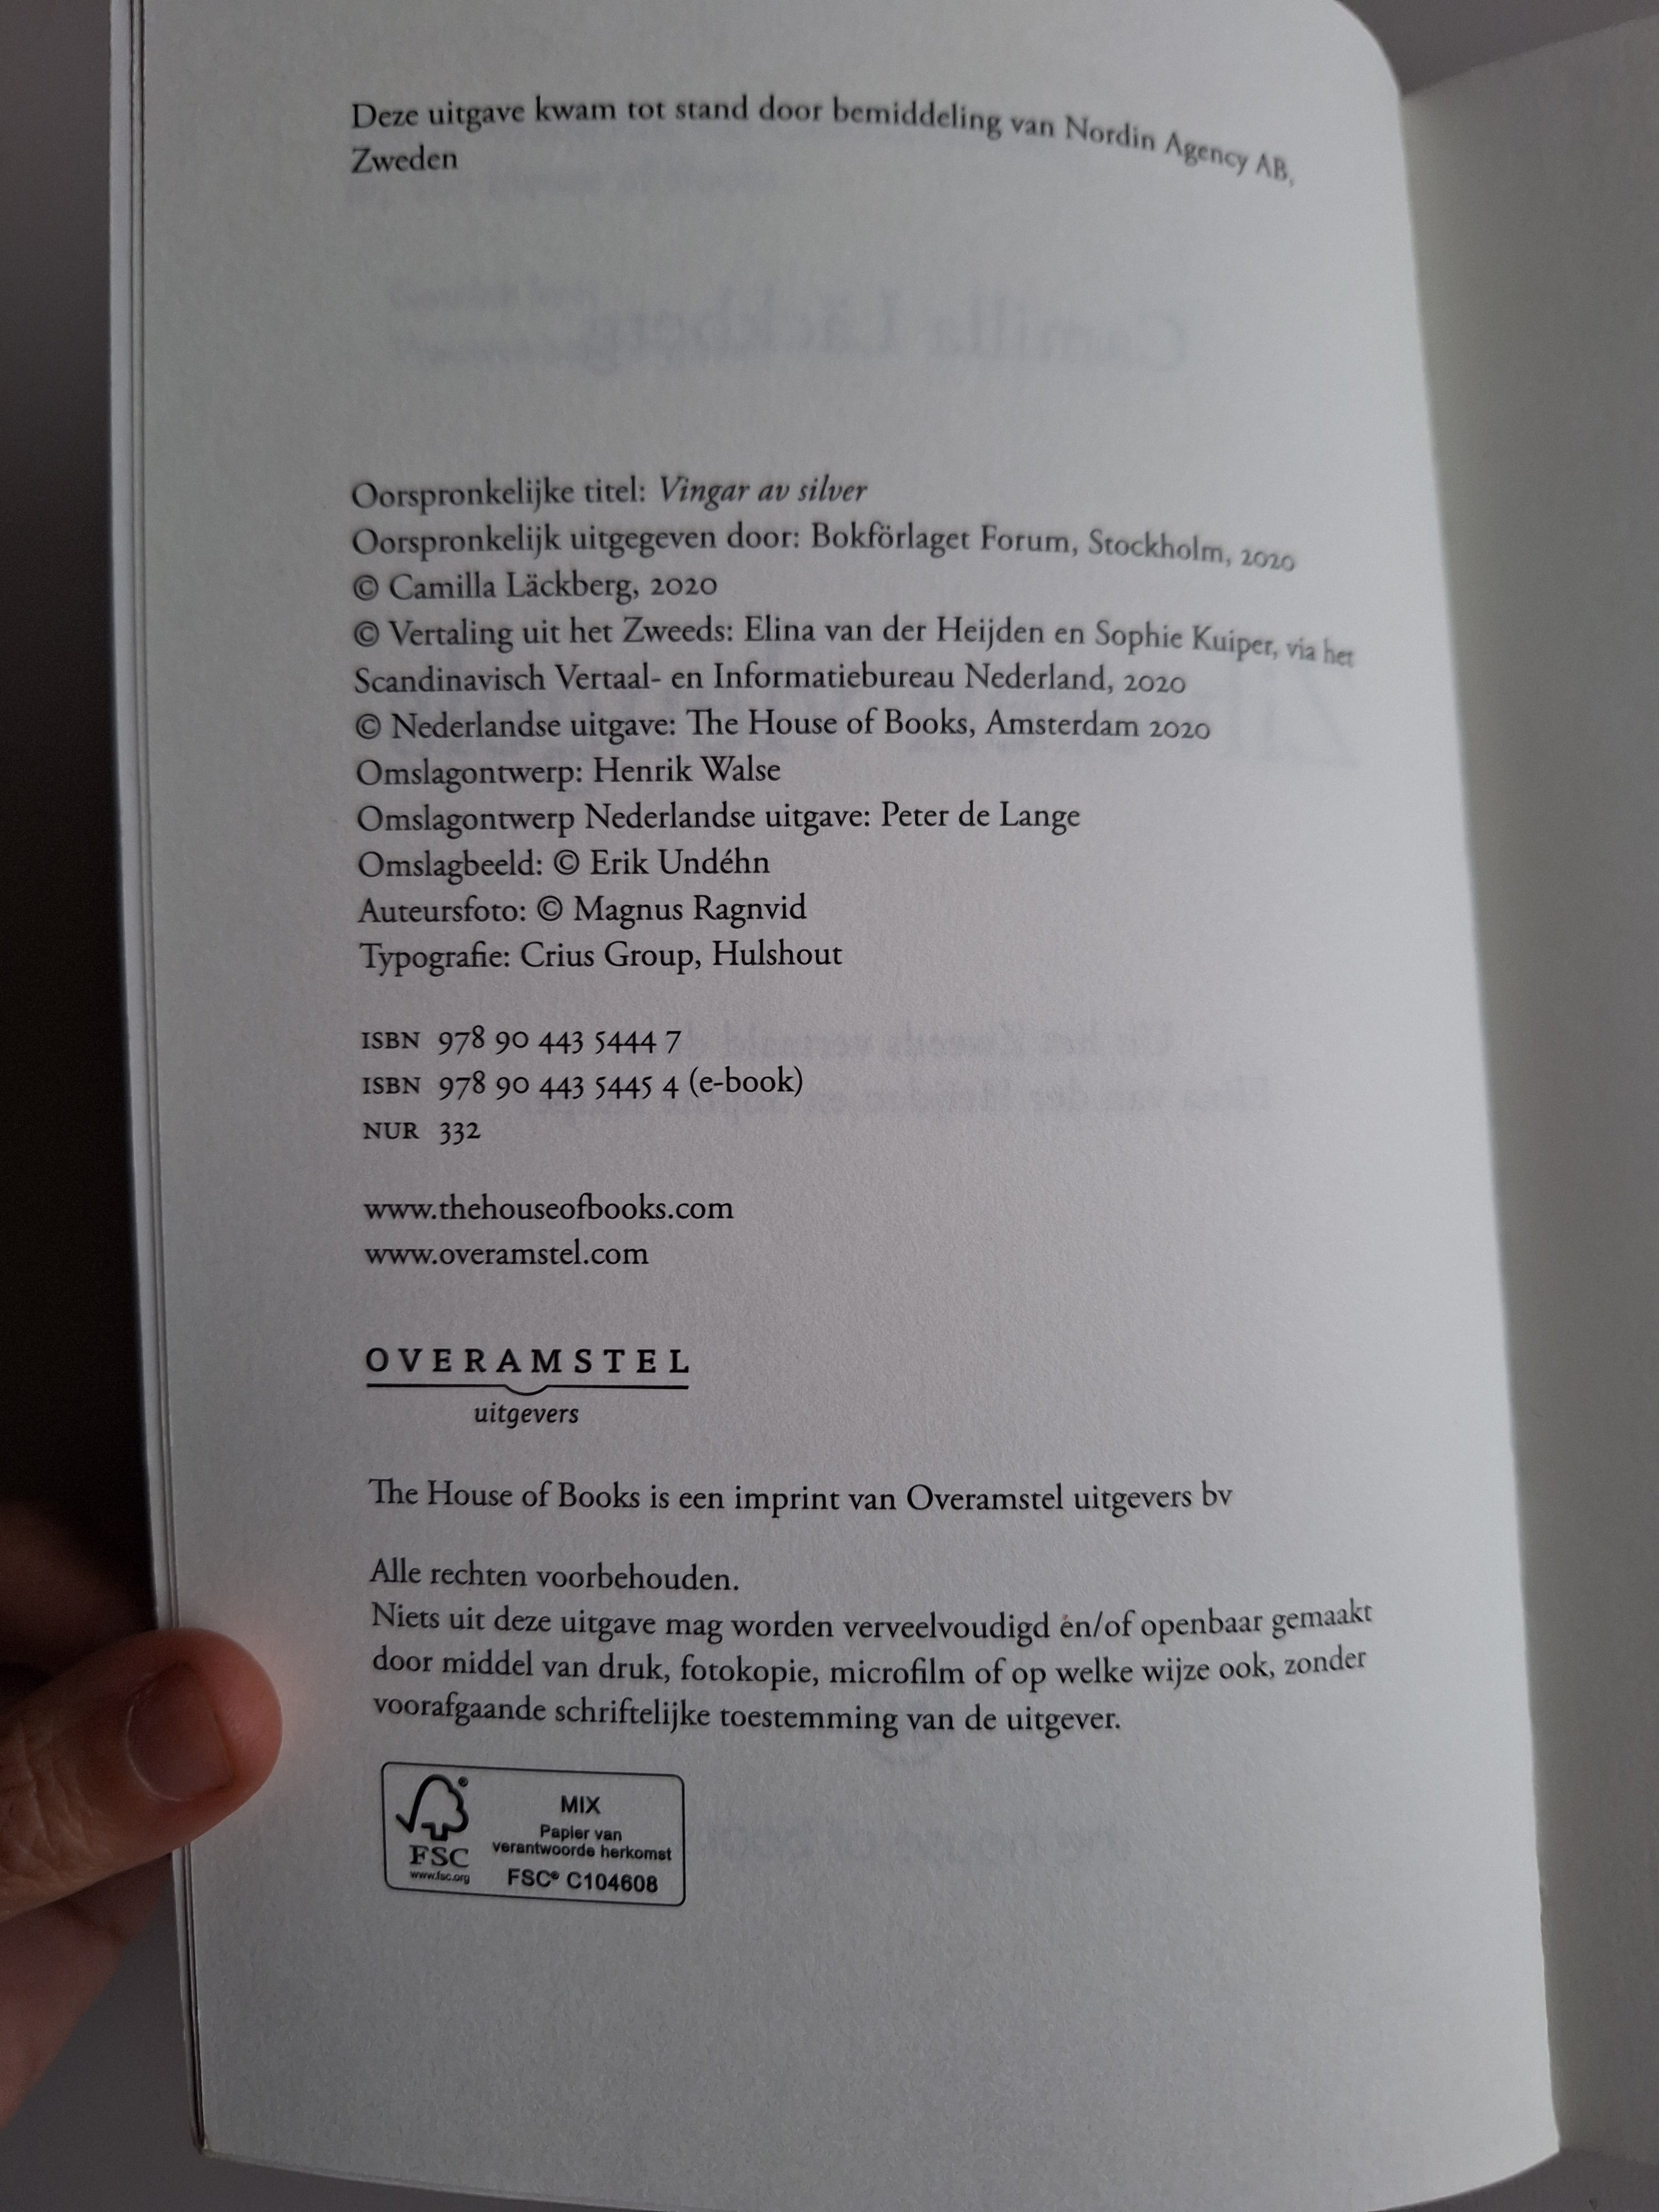 Deze uitgave kwam tot stand door bemiddeling van Nordin Agency AB,
Zweden
Camilla Läckberg
Oorspronkelijke titel: Vingar av silver
Oorspronkelijk uitgegeven door: Bokförlaget Forum, Stockholm, 2020
© Camilla Läckberg, 2020
© Vertaling uit het Zweeds: Elina van der Heijden en Sophie Kuiper, via het
Scandinavisch Vertaal- en Informatiebureau Nederland, 2020
© Nederlandse uitgave: The House of Books, Amsterdam 2020
Omslagontwerp: Henrik Walse
Omslagontwerp Nederlandse uitgave: Peter de Lange
Omslagbeeld: © Erik Undéhn
Auteursfoto: © Magnus Ragnvid
Typografie: Crius Group, Hulshout
ISBN 978 90 443 5444 7
ISBN 978 90 443 5445 4 (e-book)
NUR 332
www.thehouseofbooks.com
www.overamstel.com
OVERAMSTEL
uitgevers
The House of Books is een imprint van Overamstel uitgevers bv
Alle rechten voorbehouden.
Niets uit deze uitgave mag worden verveelvoudigd en/of openbaar gemaakt
door middel van druk, fotokopie, microfilm of op welke wijze ook, zonder
voorafgaande schriftelijke toestemming van de uitgever.
FSC®
www.fsc.org
MIX
Papier van
verantwoorde herkomst
FSC® C104608